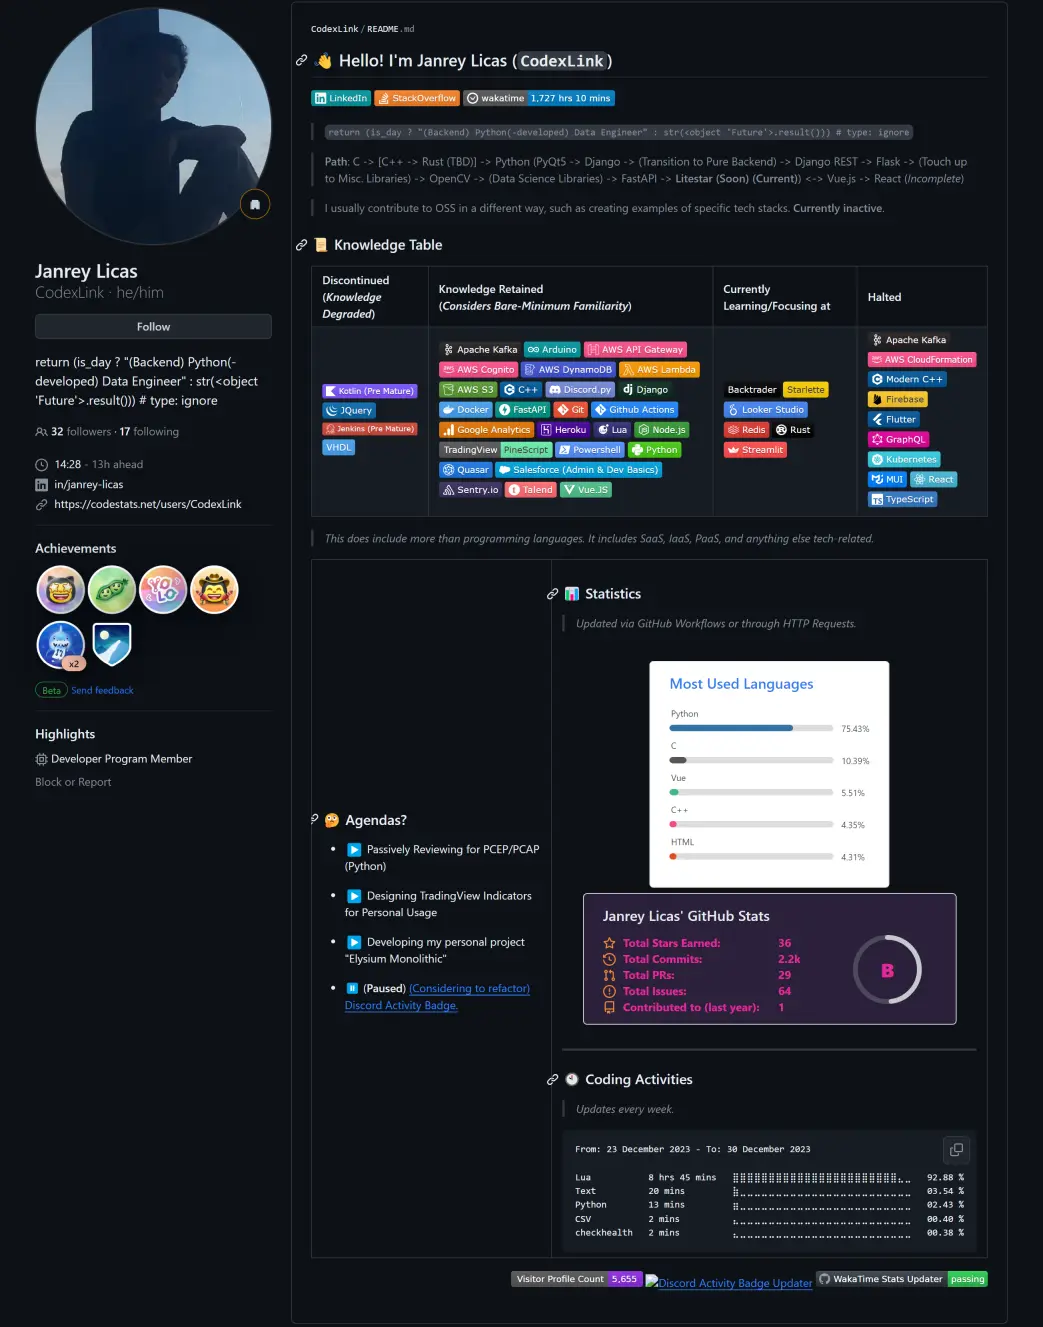 Janrey Licas
CodexLink · he/him
Follow
return (is_day ? "(Backend) Python(-
developed) Data Engineer" : str(<object
'Future'>.result())) # type: ignore
32 followers · 17 following
14:28 - 13h ahead
in/janrey-licas
https://codestats.net/users/CodexLink
Achievements
YOLO
x2
Beta Send feedback
Highlights
Developer Program Member
Block or Report
CodexLink / README.md
👋 Hello! I'm Janrey Licas (CodexLink)
LinkedIn StackOverflow wakatime 1,727 hrs 10 mins
return (is_day ? "(Backend) Python(-developed) Data Engineer" : str(<object 'Future'>.result())) # type: ignore
Path: C -> [C++ -> Rust (TBD)] -> Python (PyQt5 -> Django -> (Transition to Pure Backend) -> Django REST -> Flask -> (Touch up
to Misc. Libraries) -> OpenCV -> (Data Science Libraries) -> FastAPI -> Litestar (Soon) (Current)) <-> Vue.js -> React (Incomplete)
I usually contribute to OSS in a different way, such as creating examples of specific tech stacks. Currently inactive.
📜 Knowledge Table
Discontinued
(Knowledge
Degraded)
Knowledge Retained
(Considers Bare-Minimum Familiarity)
Currently
Learning/Focusing at
Halted
Kotlin (Pre Mature)
JQuery
Jenkins (Pre Mature)
VHDL
Apache Kafka Arduino AWS API Gateway
AWS Cognito AWS DynamoDB AWS Lambda
AWS S3 C++ Discord.py dj Django
Docker FastAPI Git Github Actions
Google Analytics Heroku Lua Node.js
TradingView PineScript Powershell Python
Quasar Salesforce (Admin & Dev Basics)
Sentry.io Talend Vue.JS
Backtrader Starlette
Looker Studio
Redis Rust
Streamlit
Apache Kafka
AWS CloudFormation
Modern C++
Firebase
Flutter
GraphQL
Kubernetes
MUI React
TS TypeScript
This does include more than programming languages. It includes SaaS, IaaS, PaaS, and anything else tech-related.
🤔 Agendas?
• ▶️ Passively Reviewing for PCEP/PCAP
(Python)
• ▶️ Designing TradingView Indicators
for Personal Usage
• ▶️ Developing my personal project
"Elysium Monolithic"
• ⏸️ (Paused) (Considering to refactor)
Discord Activity Badge.
📊 Statistics
Updated via GitHub Workflows or through HTTP Requests.
Most Used Languages
Python
75.43%
C
10.39%
Vue
5.51%
C++
4.35%
HTML
4.31%
Janrey Licas' GitHub Stats
Total Stars Earned: 36
Total Commits: 2.2k
Total PRs: 29
Total Issues: 64
Contributed to (last year): 1
B
🕙 Coding Activities
Updates every week.
From: 23 December 2023 - To: 30 December 2023
Lua 8 hrs 45 mins 92.88 %
Text 20 mins 03.54 %
Python 13 mins 02.43 %
CSV 2 mins 00.40 %
checkhealth 2 mins 00.38 %
Visitor Profile Count 5,655 Discord Activity Badge Updater WakaTime Stats Updater passing